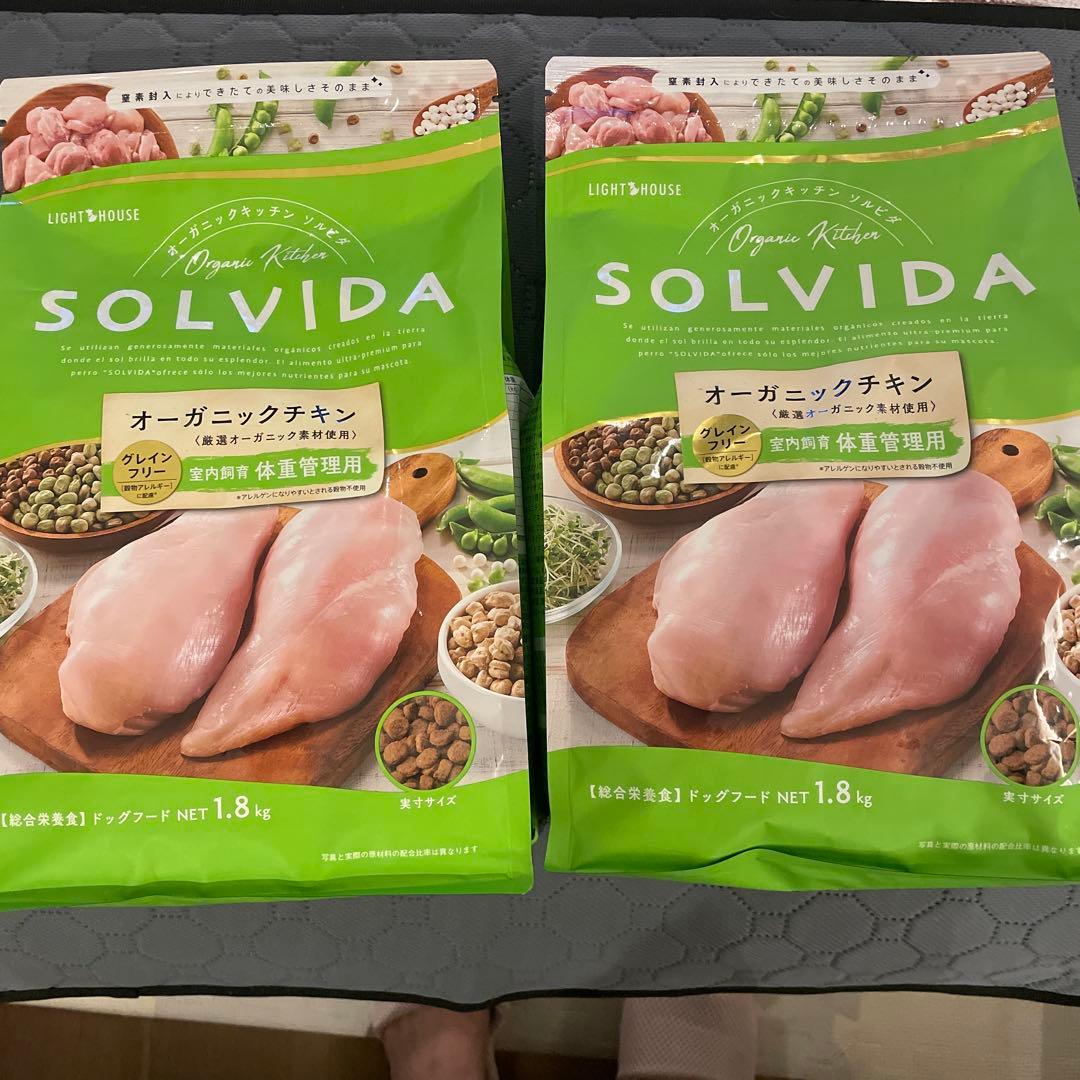 窒素封入によりできたての美味しさそのまま
LIGHT HOUSE
オーガニックキッチン ソルビダ
Organic Kitchen
SOLVIDA
Se utilizan generosamente materiales orgánicos creados en la tierra
donde el sol brilla en todo su esplendor. El alimento ultra-premium para
perro "SOLVIDA"ofrece sólo los mejores nutrientes para su mascota.
オーガニックチキン
〈厳選オーガニック素材使用〉
グレイン
フリー
[穀物アレルギー]
に配慮*
室内飼育 体重管理用
*アレルゲンになりやすいとされる穀物不使用
【総合栄養食】ドッグフード NET 1.8 kg
実寸サイズ
写真と実際の原材料の配合比率は異なります
窒素封入によりできたての美味しさそのまま
LIGHT HOUSE
オーガニックキッチン ソルビダ
Organic Kitchen
SOLVIDA
Se utilizan generosamente materiales orgánicos creados en la tierra
donde el sol brilla en todo su esplendor. El alimento ultra-premium para
perro "SOLVIDA"ofrece sólo los mejores nutrientes para su mascota.
オーガニックチキン
〈厳選オーガニック素材使用〉
グレイン
フリー
[穀物アレルギー]
に配慮*
室内飼育 体重管理用
*アレルゲンになりやすいとされる穀物不使用
【総合栄養食】ドッグフード NET 1.8 kg
実寸サイズ
写真と実際の原材料の配合比率は異なります